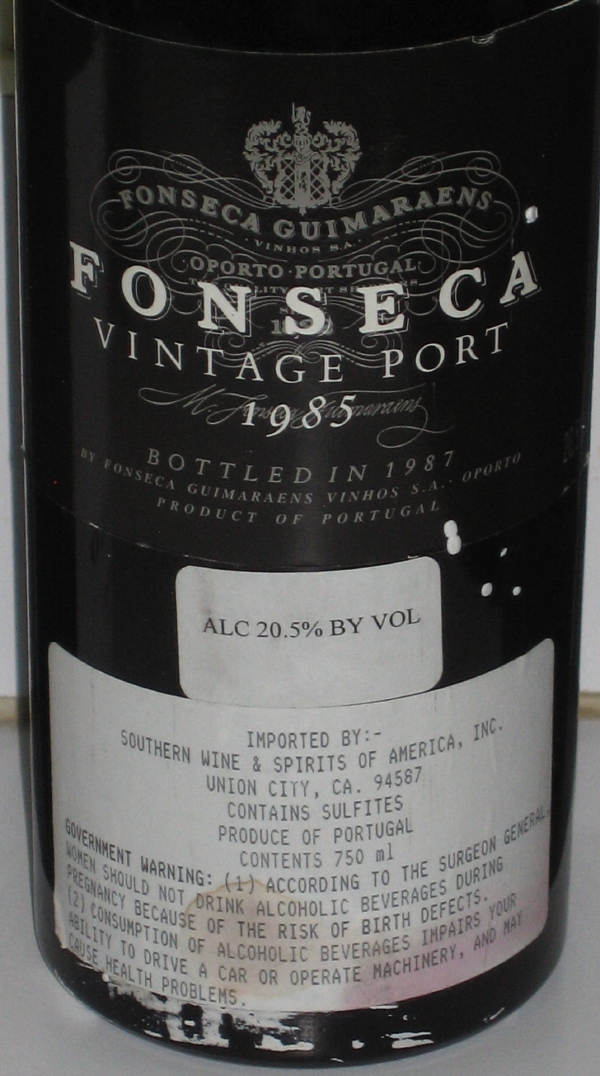 FONSECA GUIMARAENS
VINHOS S.A.
OPORTO·PORTUGAL
FONSECA
VINTAGE PORT
1985
BOTTLED IN 1987
BY FONSECA GUIMARAENS VINHOS S.A.. OPORTO
PRODUCT OF PORTUGAL
ALC 20.5% BY VOL
IMPORTED BY:-
SOUTHERN WINE & SPIRITS OF AMERICA, INC.
UNION CITY, CA. 94587
CONTAINS SULFITES
PRODUCE OF PORTUGAL
CONTENTS 750 ml
GOVERNMENT WARNING: (1) ACCORDING TO THE SURGEON GENERAL,
WOMEN SHOULD NOT DRINK ALCOHOLIC BEVERAGES DURING
PREGNANCY BECAUSE OF THE RISK OF BIRTH DEFECTS.
(2) CONSUMPTION OF ALCOHOLIC BEVERAGES IMPAIRS YOUR
ABILITY TO DRIVE A CAR OR OPERATE MACHINERY, AND MAY
CAUSE HEALTH PROBLEMS.